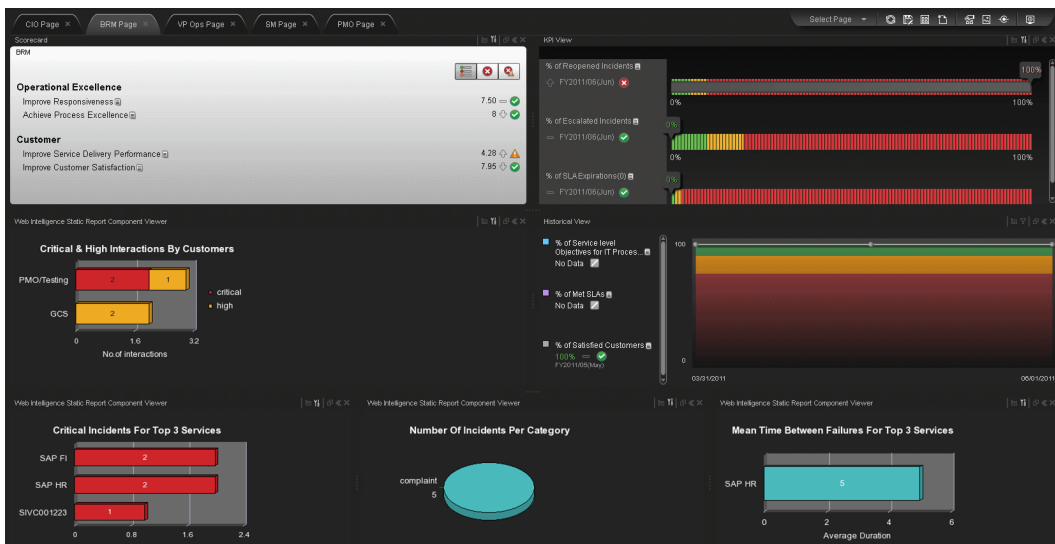 CIO Page
BRM Page
VP Ops Page
SM Page
PMO Page
Select Page
Scorecard
BRM
Operational Excellence
Improve Responsiveness 7.50
Achieve Process Excellence 8
Customer
Improve Service Delivery Performance 4.28
Improve Customer Satisfaction 7.95
KPI View
% of Reopened Incidents
FY2011/06(Jun)
100%
0% 100%
% of Escalated Incidents
FY2011/06(Jun)
0%
0% 100%
% of SLA Expirations(0)
FY2011/06(Jun)
0%
Web Intelligence Static Report Component Viewer
Critical & High Interactions By Customers
PMO/Testing 2 1
GCS 2
critical
high
0 1.6 3.2
No.of interactions
Historical View
% of Service level
Objectives for IT Proces...
No Data
% of Met SLAs
No Data
% of Satisfied Customers
100%
FY2011/05(May)
100
0
03/31/2011 06/01/2011
Web Intelligence Static Report Component Viewer
Critical Incidents For Top 3 Services
SAP FI 2
SAP HR 2
SIVC001223 1
0 0.8 1.6 2.4
Web Intelligence Static Report Component Viewer
Number Of Incidents Per Category
complaint
5
Web Intelligence Static Report Component Viewer
Mean Time Between Failures For Top 3 Services
SAP HR 5
0 2 4 6
Average Duration